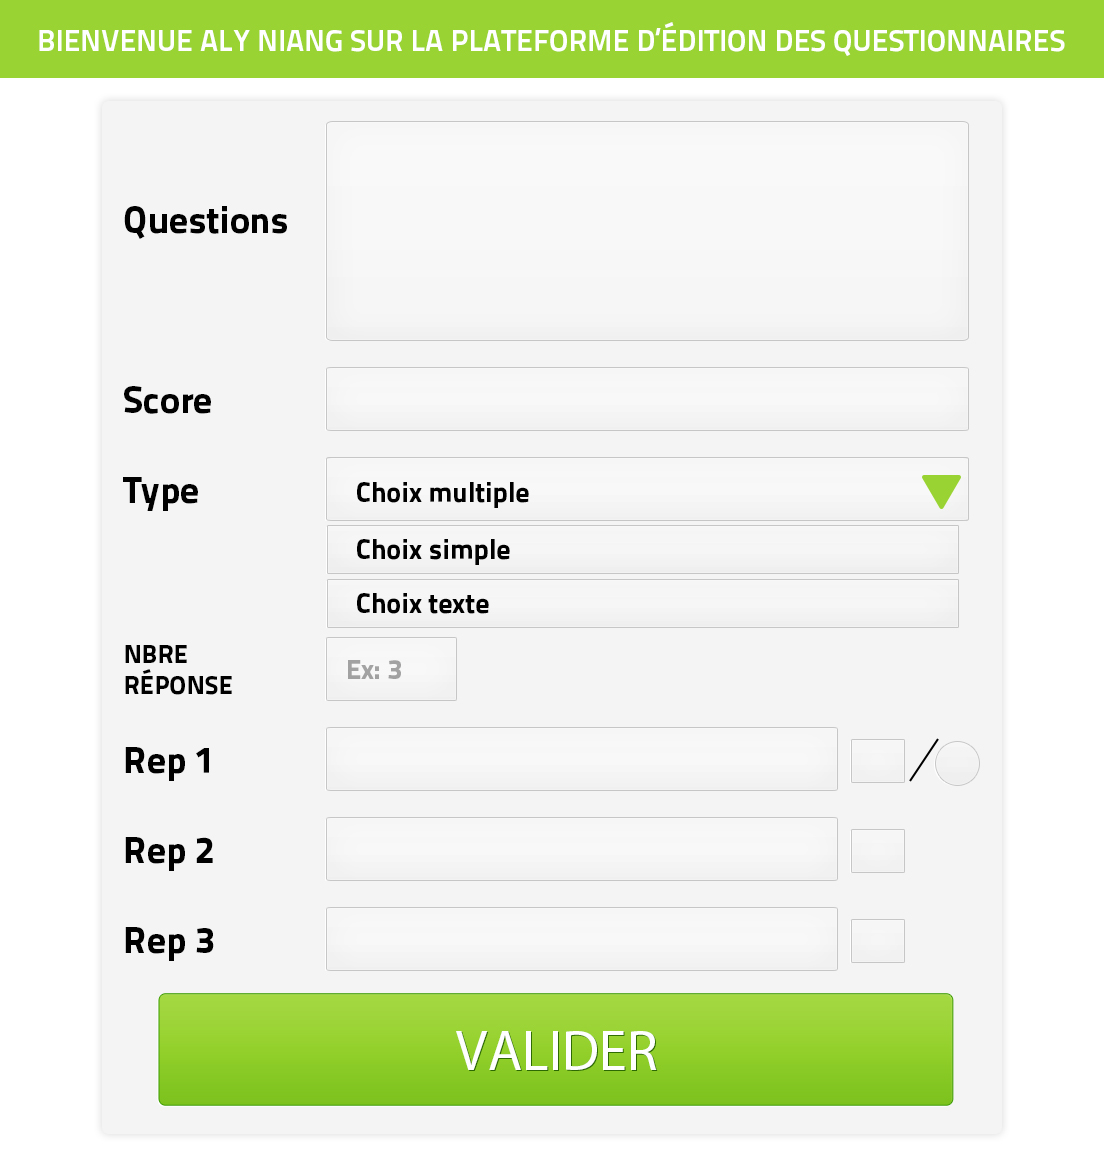 BIENVENUE ALY NIANG SUR LA PLATEFORME D'ÉDITION DES QUESTIONNAIRES
Questions
Score
Type
Choix multiple
Choix simple
Choix texte
NBRE
RÉPONSE
Ex: 3
Rep 1
/
Rep 2
Rep 3
VALIDER